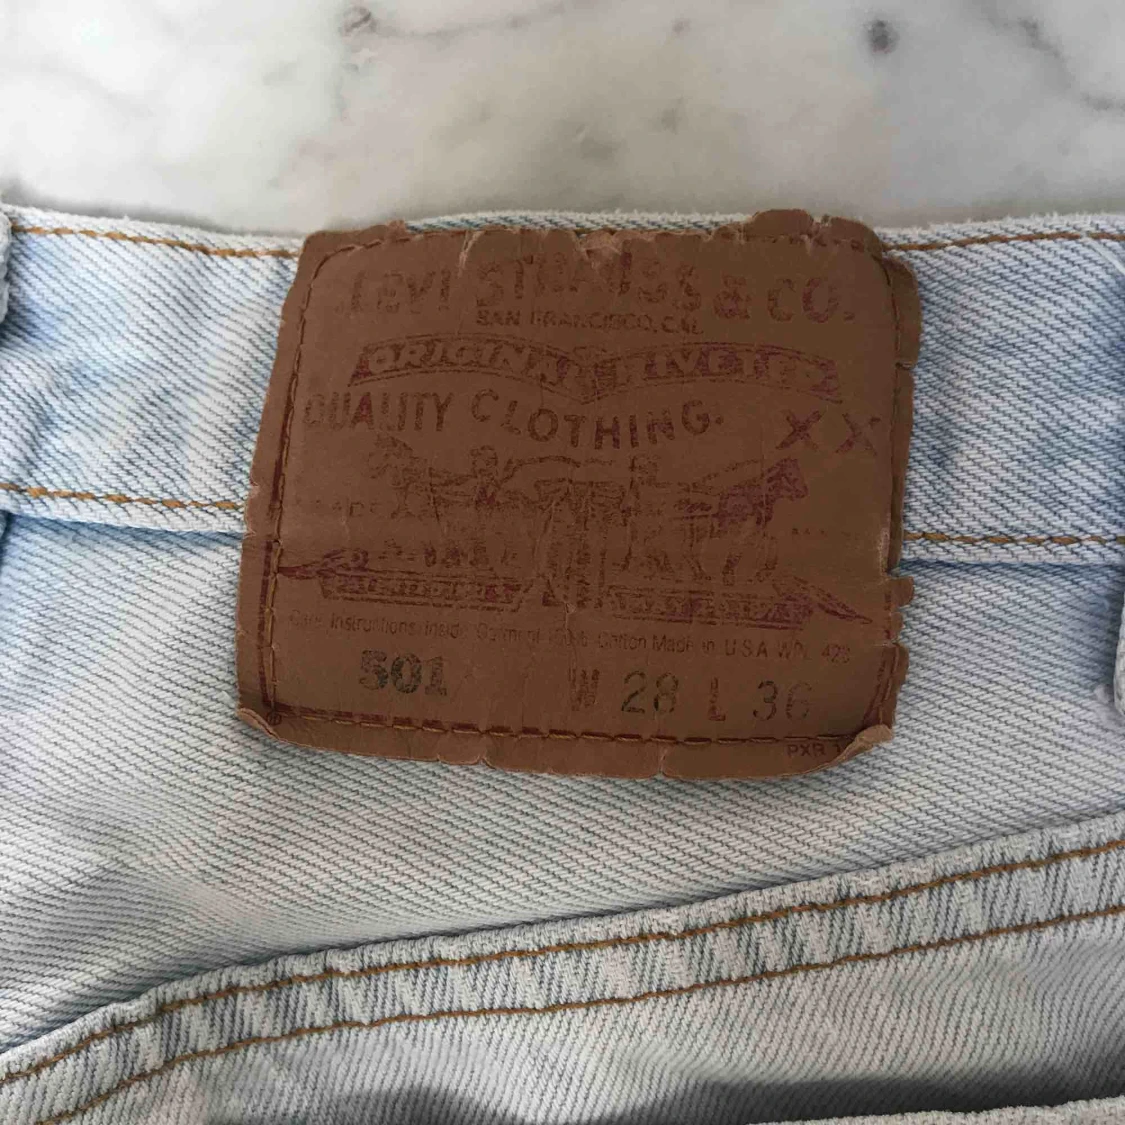 LEVI STRAUSS & CO.
SAN FRANCISCO, CAL.
ORIGINAL RIVETED
QUALITY CLOTHING.
XX
Care Instructions Inside Garment 100% Cotton Made in U.S.A. WPL 423
501 W 28 L 36
PXR